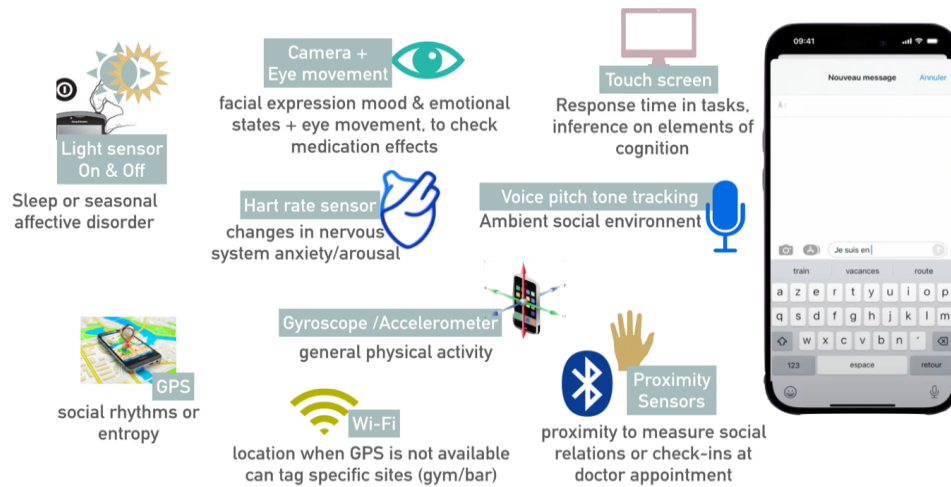 Light sensor
On & Off
Sleep or seasonal
affective disorder
Camera +
Eye movement
facial expression mood & emotional
states + eye movement, to check
medication effects
Touch screen
Response time in tasks,
inference on elements of
cognition
Hart rate sensor
changes in nervous
system anxiety/arousal
Voice pitch tone tracking
Ambient social environnent
Gyroscope /Accelerometer
general physical activity
GPS
social rhythms or
entropy
Wi-Fi
location when GPS is not available
can tag specific sites (gym/bar)
Proximity
Sensors
proximity to measure social
relations or check-ins at
doctor appointment
09:41
Nouveau message Annuler
À :
Je suis en
train vacances route
a z e r t y u i o p
q s d f g h j k l m
w x c v b n ´
123 espace retour